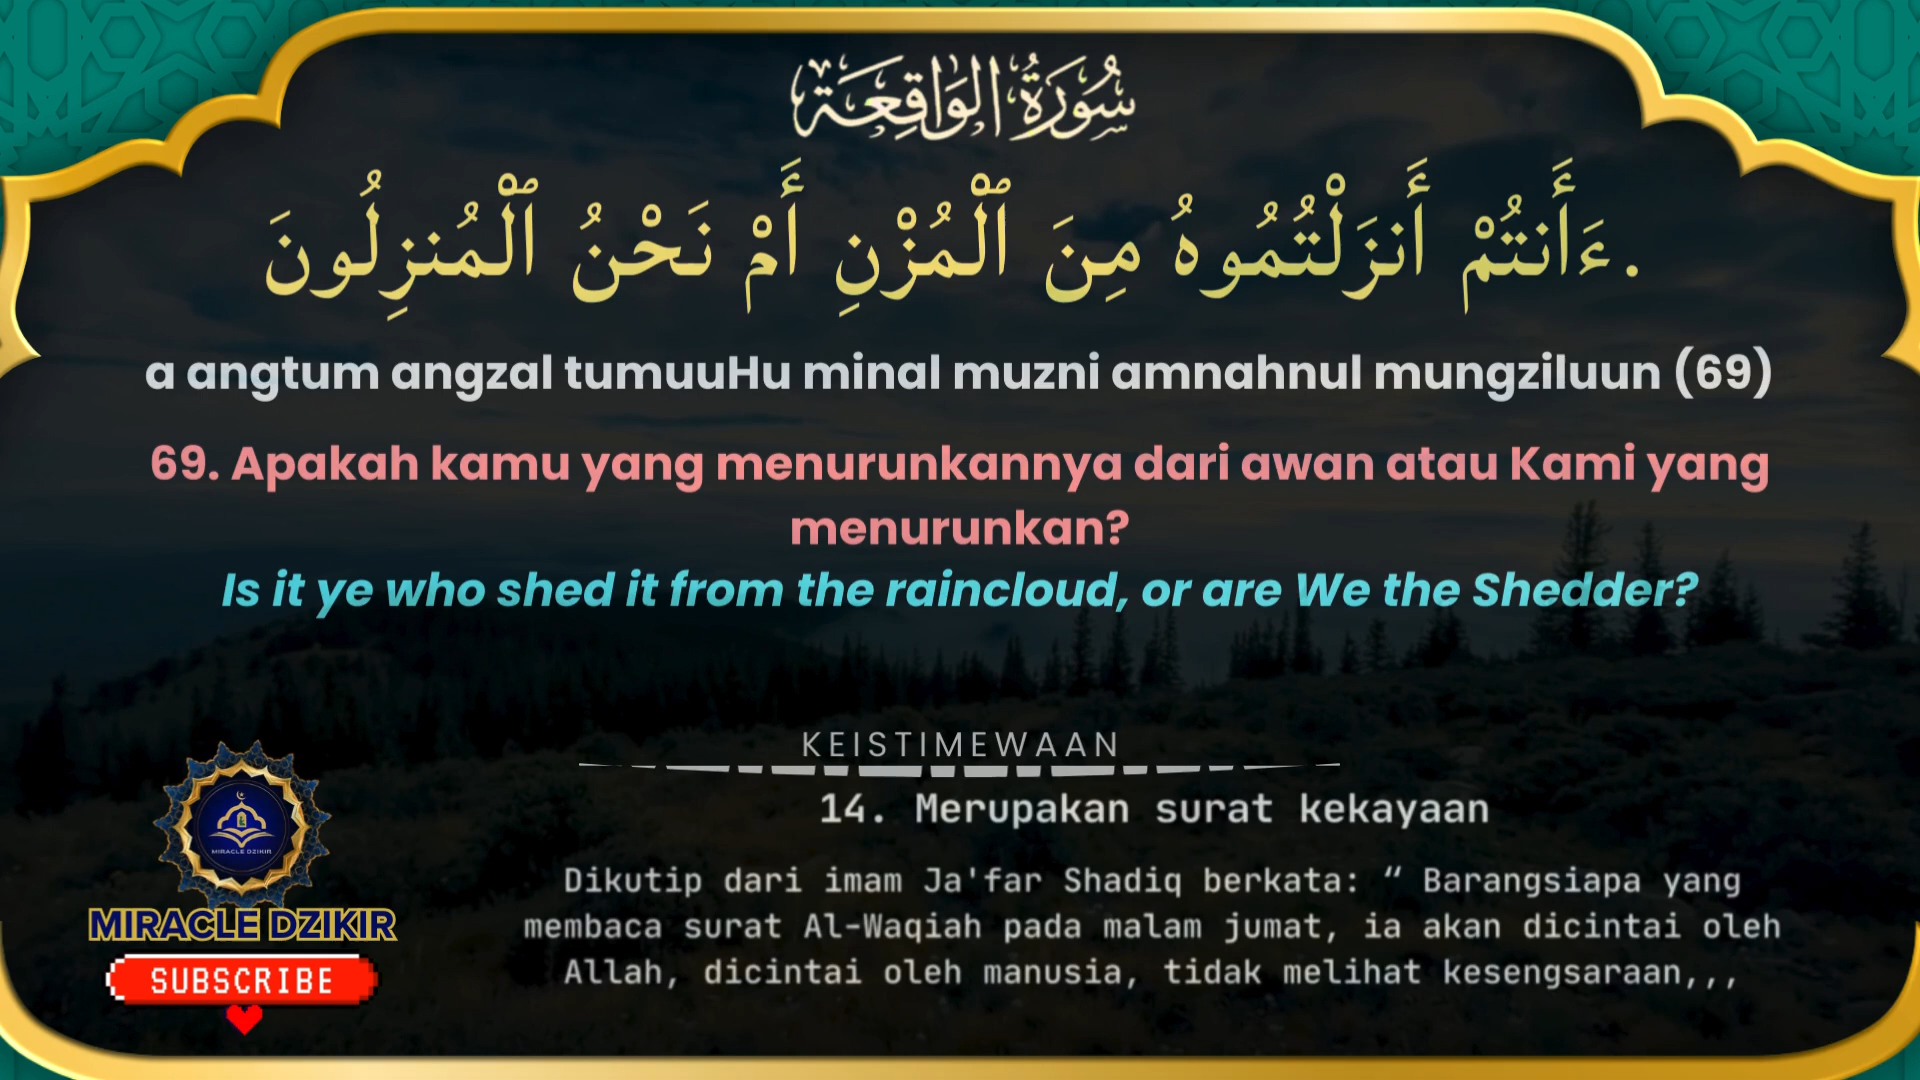 سُورَةُ الوَاقِعَة
ءَأَنتُمْ أَنزَلْتُمُوهُ مِنَ ٱلْمُزْنِ أَمْ نَحْنُ ٱلْمُنزِلُونَ.
a angtum angzal tumuuHu minal muzni amnahnul mungziluun (69)
69. Apakah kamu yang menurunkannya dari awan atau Kami yang
menurunkan?
Is it ye who shed it from the raincloud, or are We the Shedder?
KEISTIMEWAAN
14. Merupakan surat kekayaan
Dikutip dari imam Ja'far Shadiq berkata: “ Barangsiapa yang
membaca surat Al-Waqiah pada malam jumat, ia akan dicintai oleh
Allah, dicintai oleh manusia, tidak melihat kesengsaraan,,,
MIRACLE DZIKIR
MIRACLE DZIKIR
SUBSCRIBE